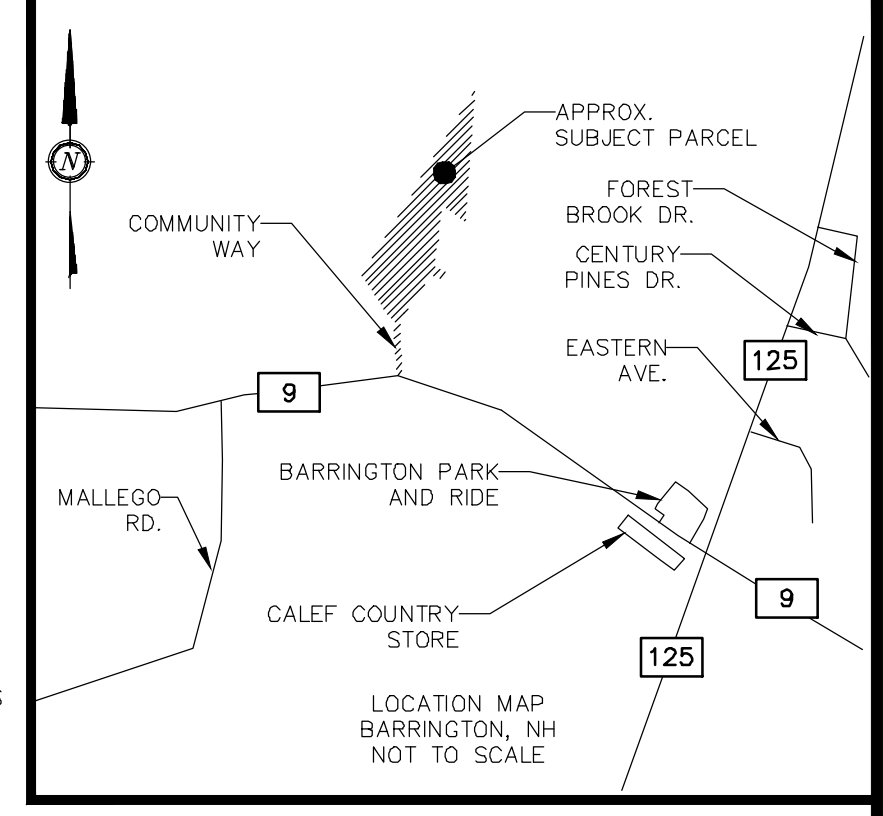 APPROX.
SUBJECT PARCEL
N
FOREST
BROOK DR.
COMMUNITY
WAY
CENTURY
PINES DR.
EASTERN
AVE.
125
9
BARRINGTON PARK
AND RIDE
MALLEGO
RD.
9
CALEF COUNTRY
STORE
125
S
LOCATION MAP
BARRINGTON, NH
NOT TO SCALE